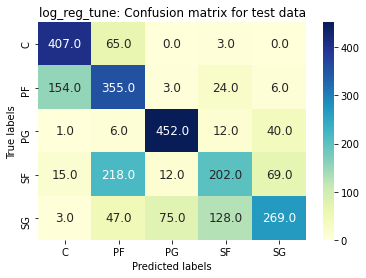 log_reg_tune: Confusion matrix for test data
True labels
C 407.0 65.0 0.0 3.0 0.0
PF 154.0 355.0 3.0 24.0 6.0
PG 1.0 6.0 452.0 12.0 40.0
SF 15.0 218.0 12.0 202.0 69.0
SG 3.0 47.0 75.0 128.0 269.0
C PF PG SF SG
Predicted labels
400
300
200
100
0